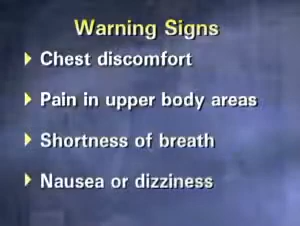 Warning Signs
Chest discomfort
Pain in upper body areas
Shortness of breath
Nausea or dizziness